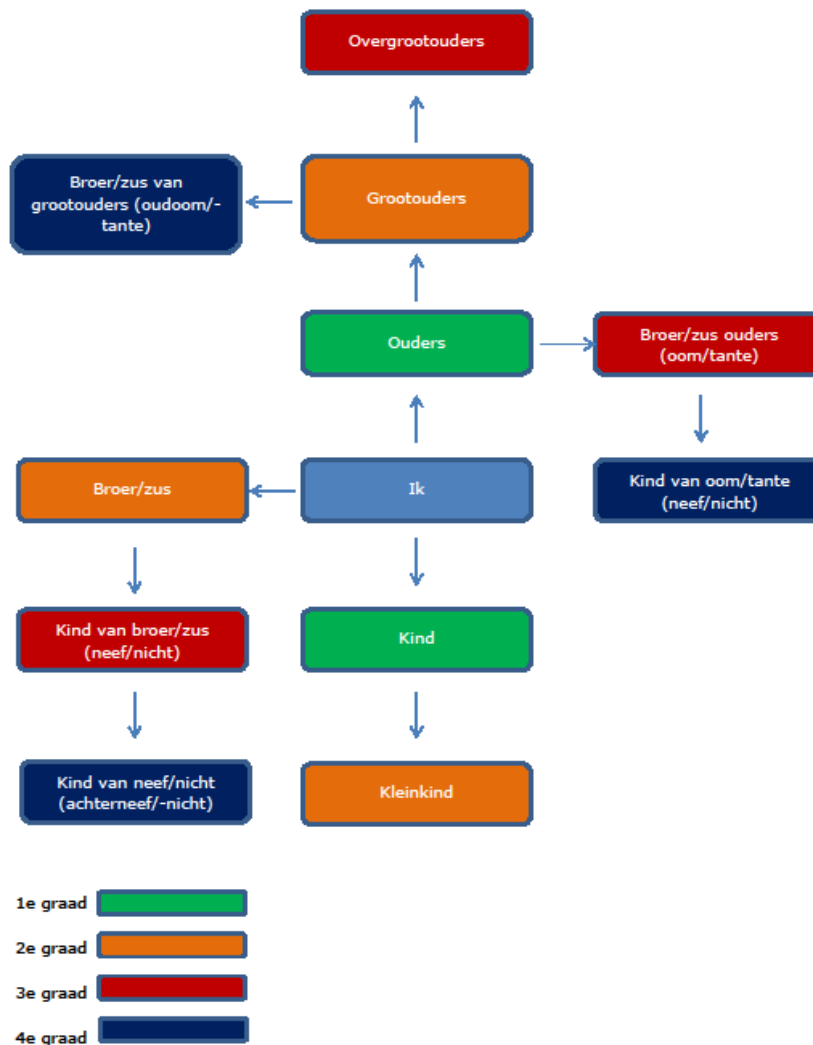 Overgrootouders
Broer/zus van
grootouders (oudoom/-
tante)
Grootouders
Ouders
Broer/zus ouders
(oom/tante)
Broer/zus
Ik
Kind van oom/tante
(neef/nicht)
Kind van broer/zus
(neef/nicht)
Kind
Kind van neef/nicht
(achterneef/-nicht)
Kleinkind
1e graad
2e graad
3e graad
4e graad